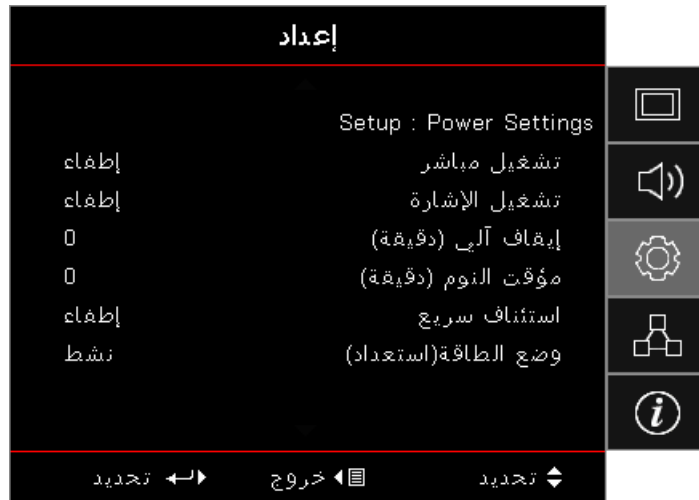 إعداد
Setup : Power Settings
تشغيل مباشر إطفاء
تشغيل الإشارة إطفاء
إيقاف آلي (دقيقة) 0
مؤقت النوم (دقيقة) 0
استئناف سريع إطفاء
وضع الطاقة(استعداد) نشط
تحديد خروج تحديد